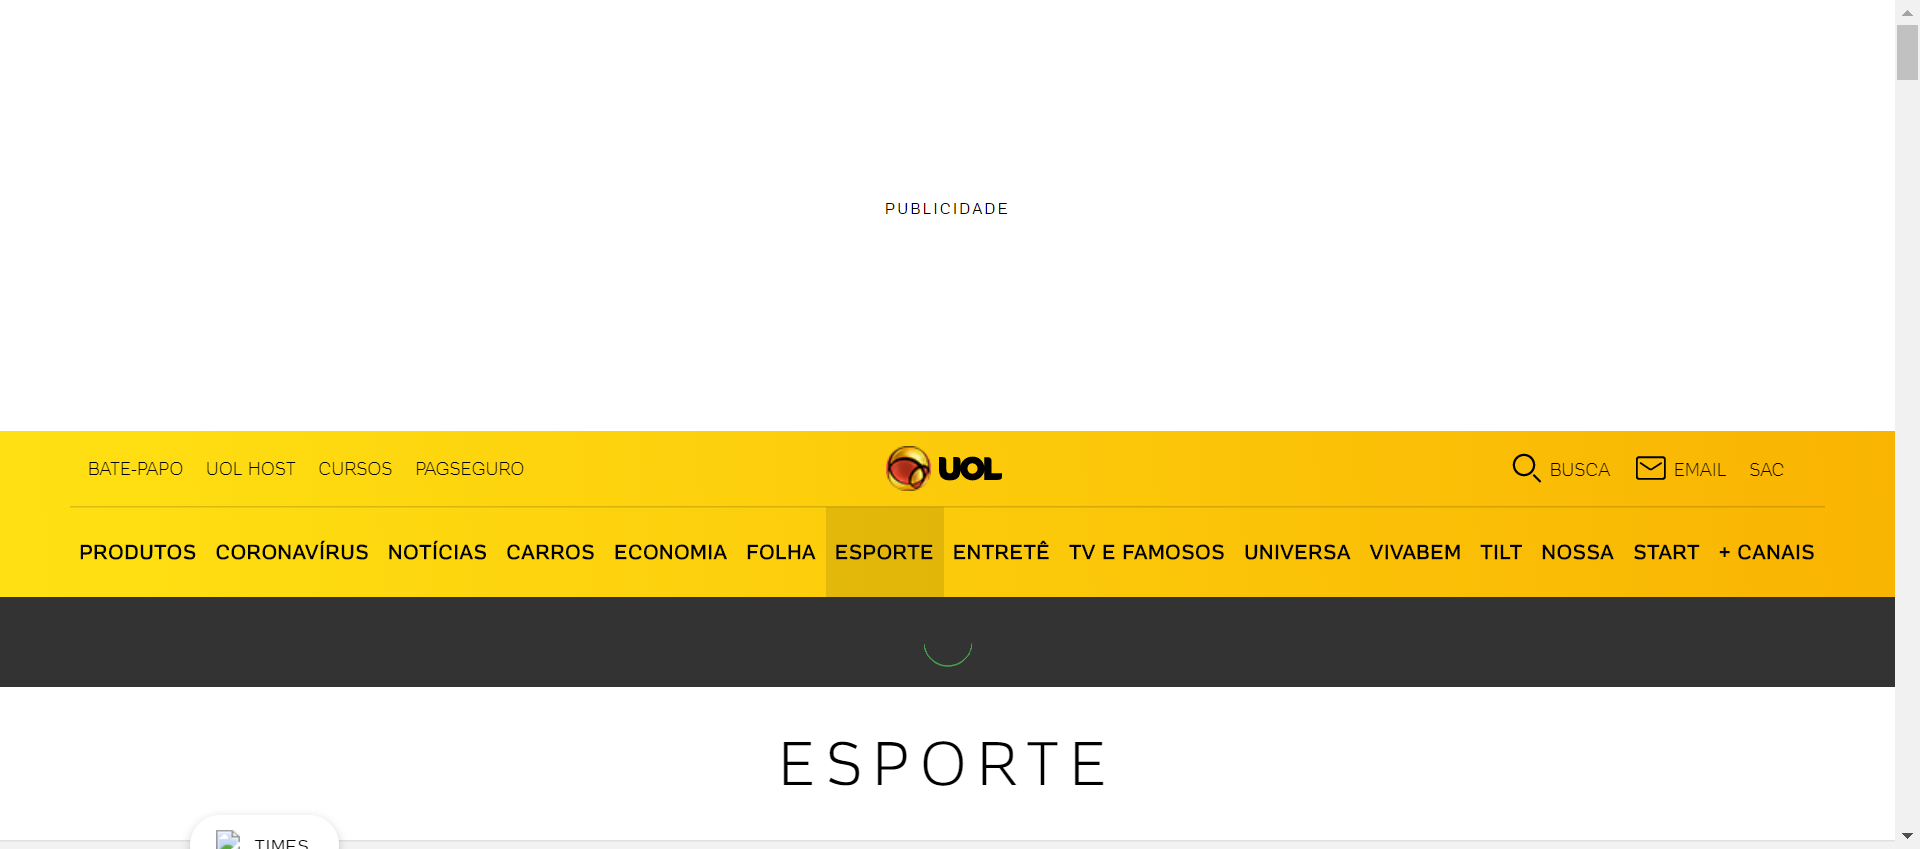 PUBLICIDADE
BATE-PAPO UOL HOST CURSOS PAGSEGURO UOL BUSCA EMAIL SAC
PRODUTOS CORONAVÍRUS NOTÍCIAS CARROS ECONOMIA FOLHA ESPORTE ENTRETÊ TV E FAMOSOS UNIVERSA VIVABEM TILT NOSSA START + CANAIS
ESPORTE
TIMES